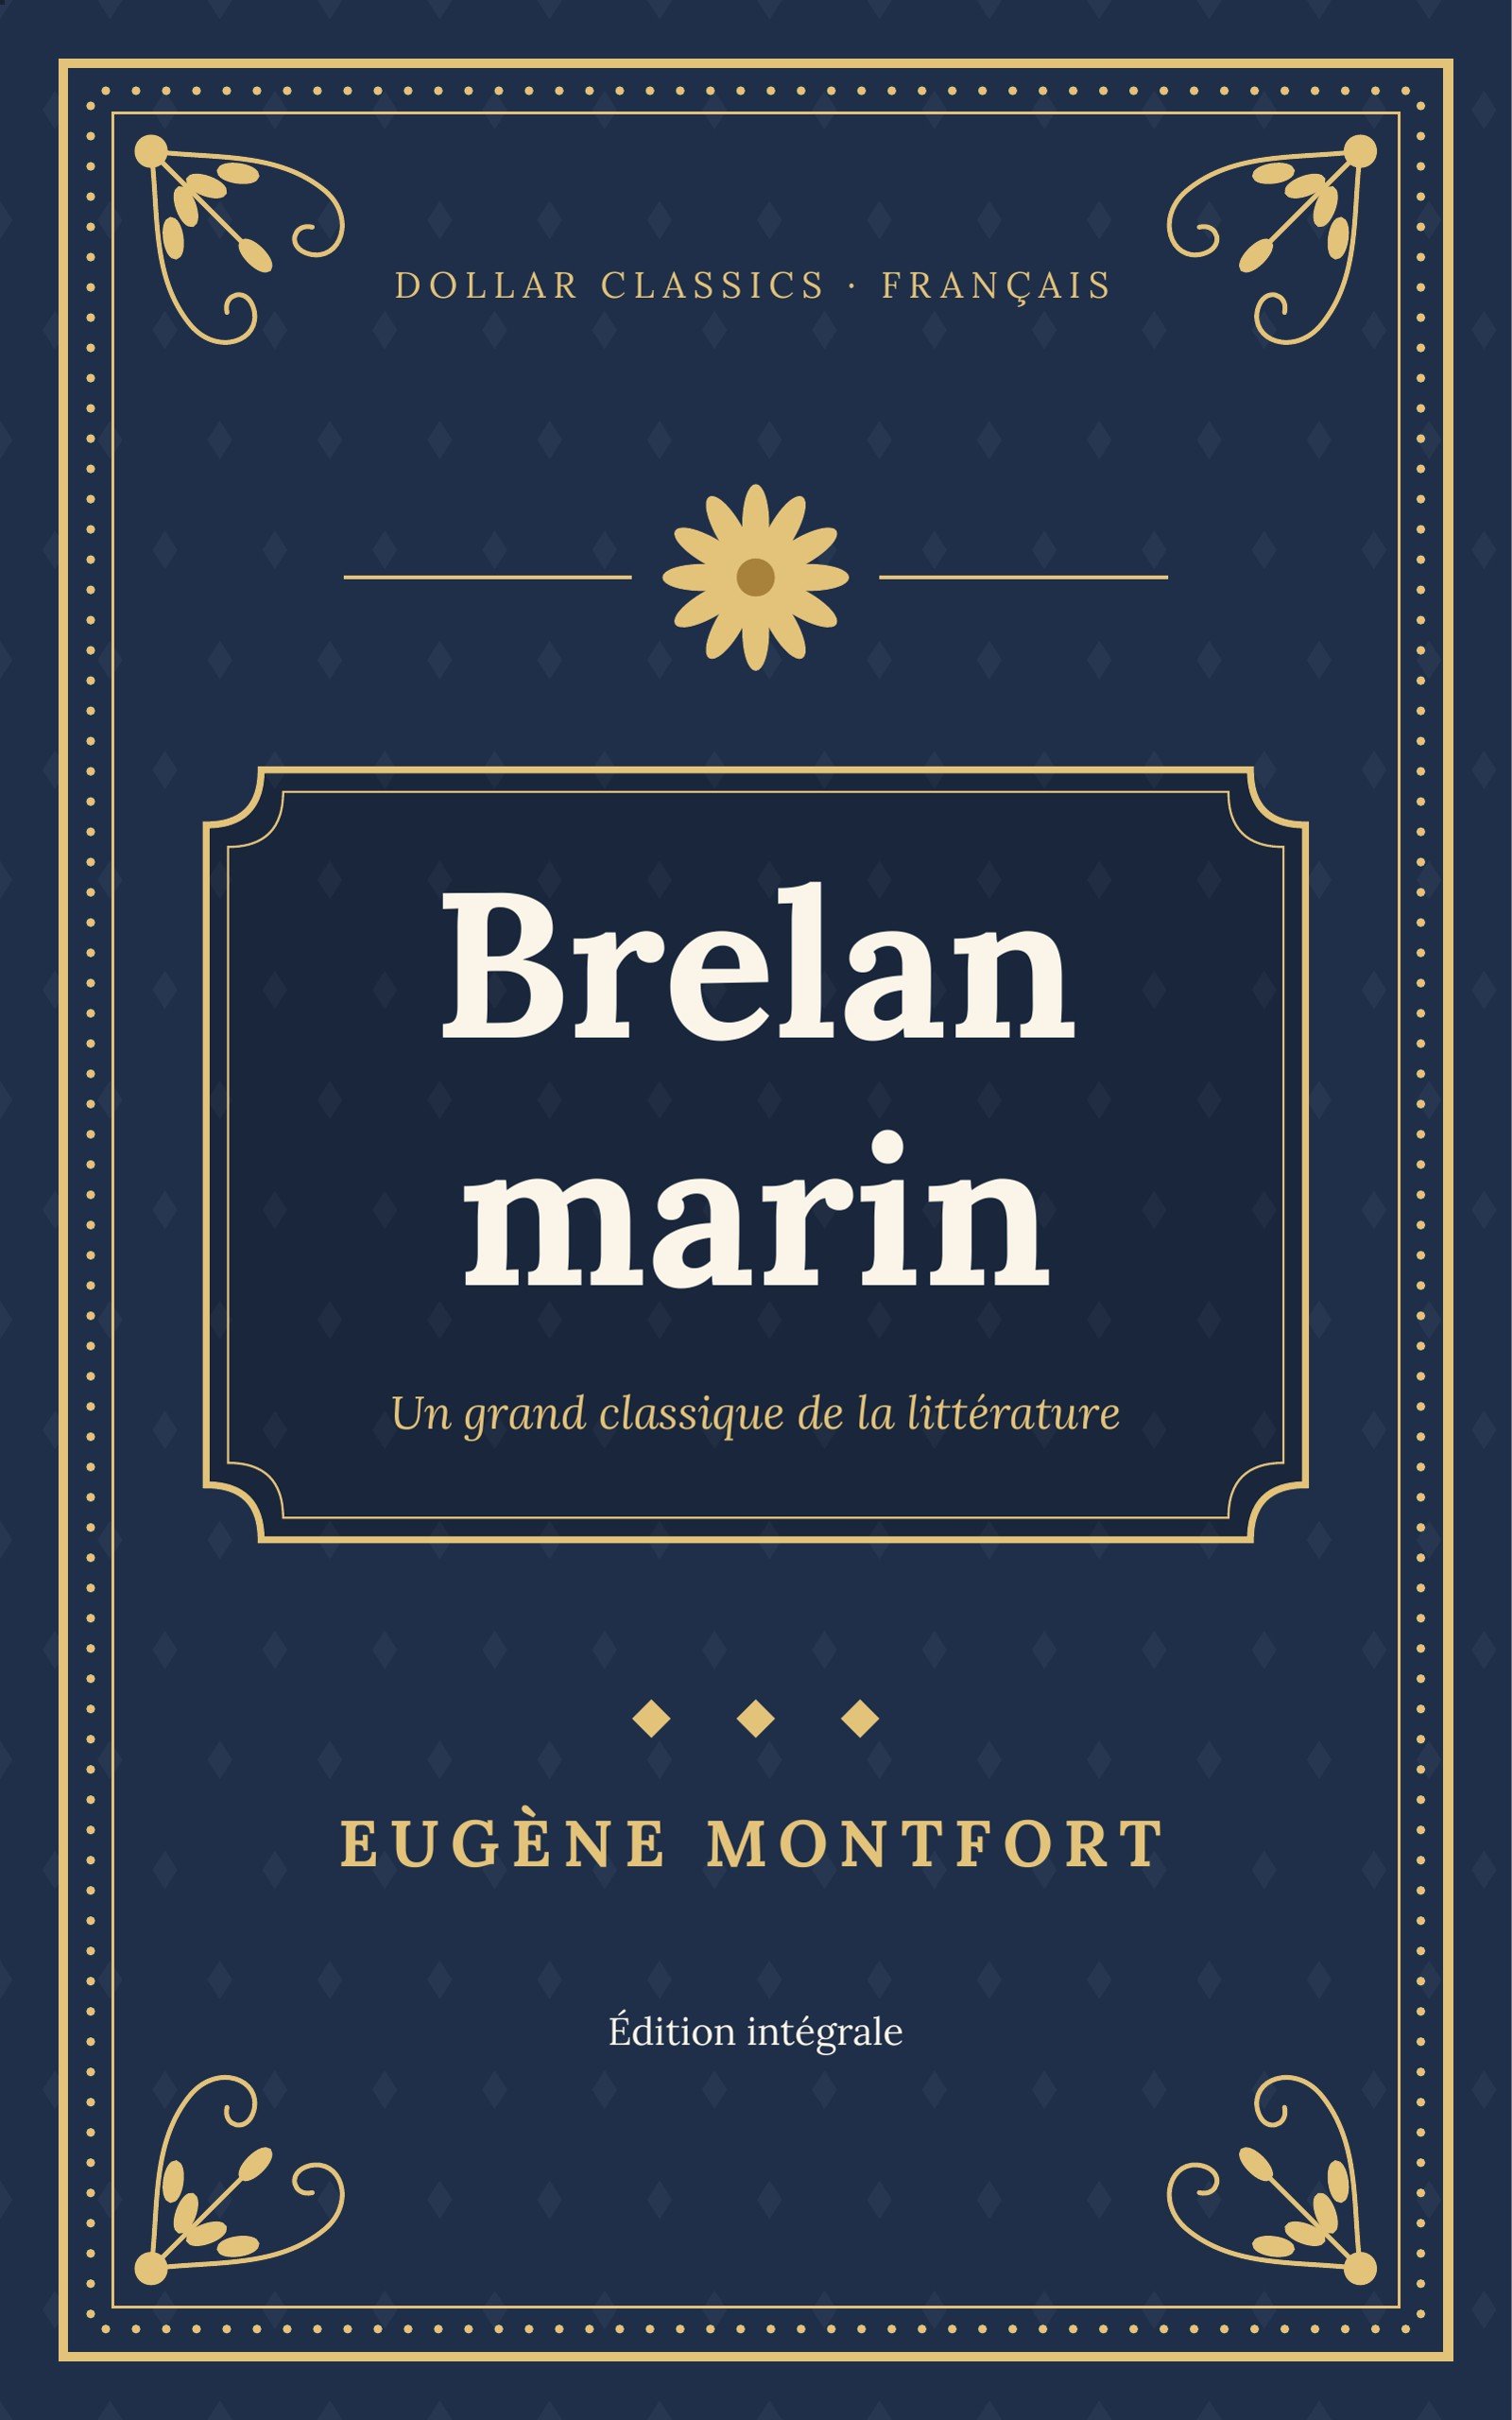 DOLLAR CLASSICS · FRANÇAIS
Brelan
marin
Un grand classique de la littérature
EUGÈNE MONTFORT
Édition intégrale